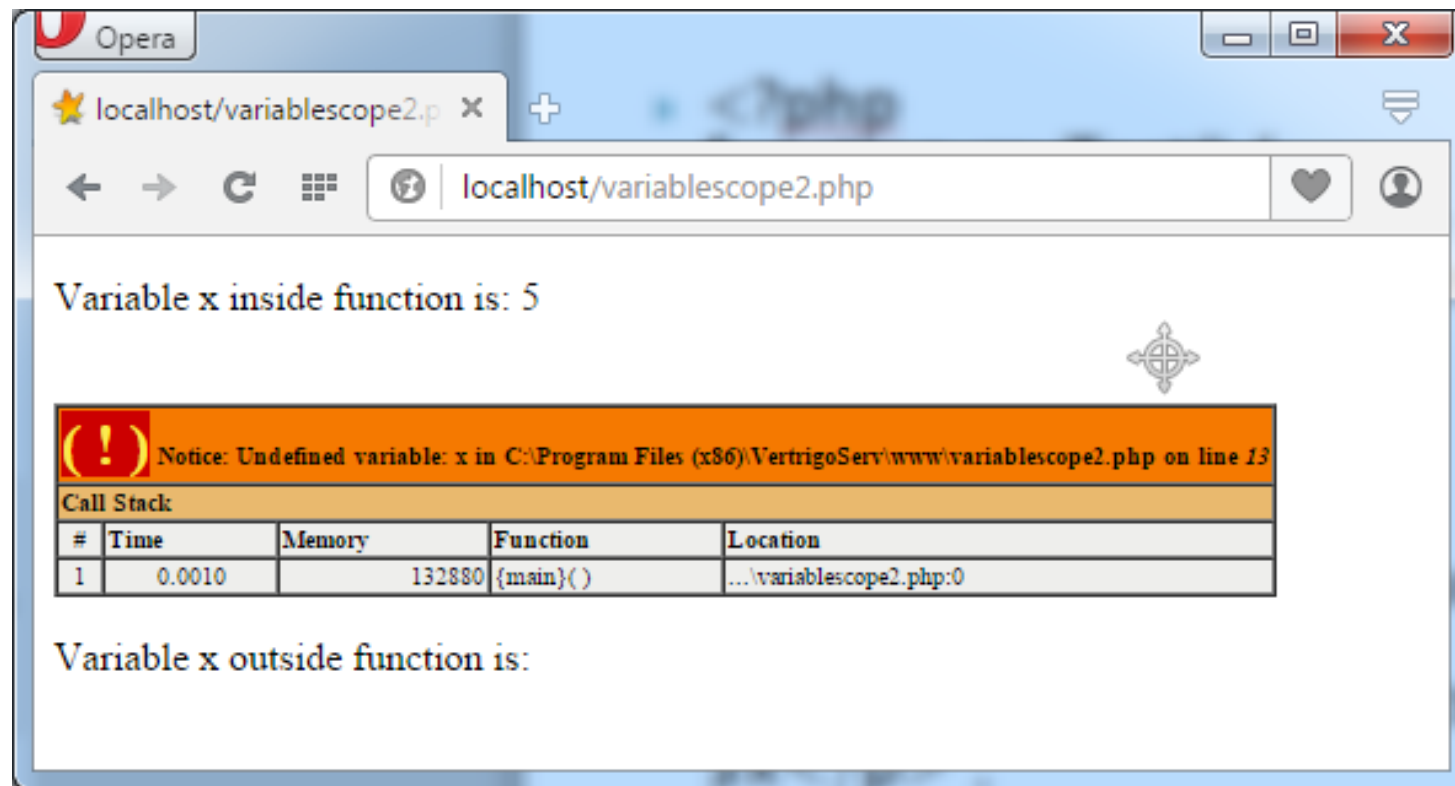 Opera
localhost/variablescope2.p
<?php
localhost/variablescope2.php
Variable x inside function is: 5
( ! ) Notice: Undefined variable: x in C:\Program Files (x86)\VertrigoServ\www\variablescope2.php on line 13
Call Stack
# Time Memory Function Location
1 0.0010 132880 {main}( ) ...\variablescope2.php:0
Variable x outside function is: